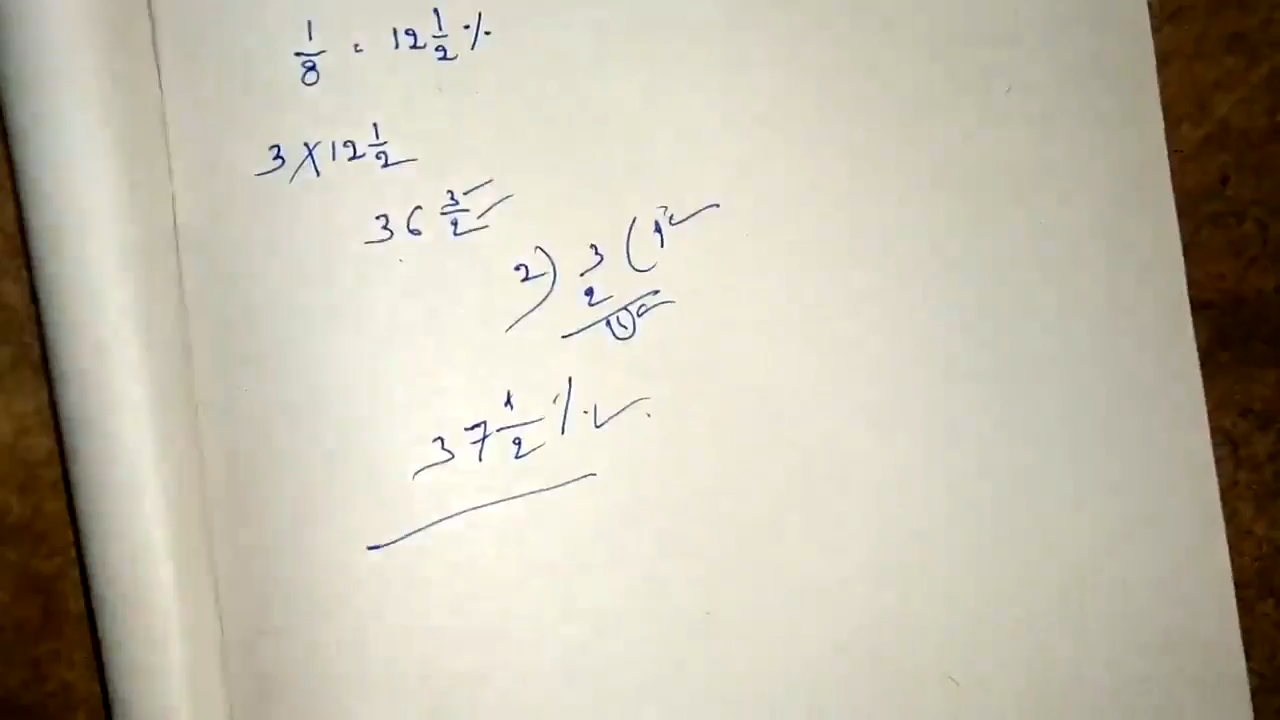 1/8 = 12 1/2 %
3 × 12 1/2
36 3/2
2) 3 (1
2
1
37 1/2 %